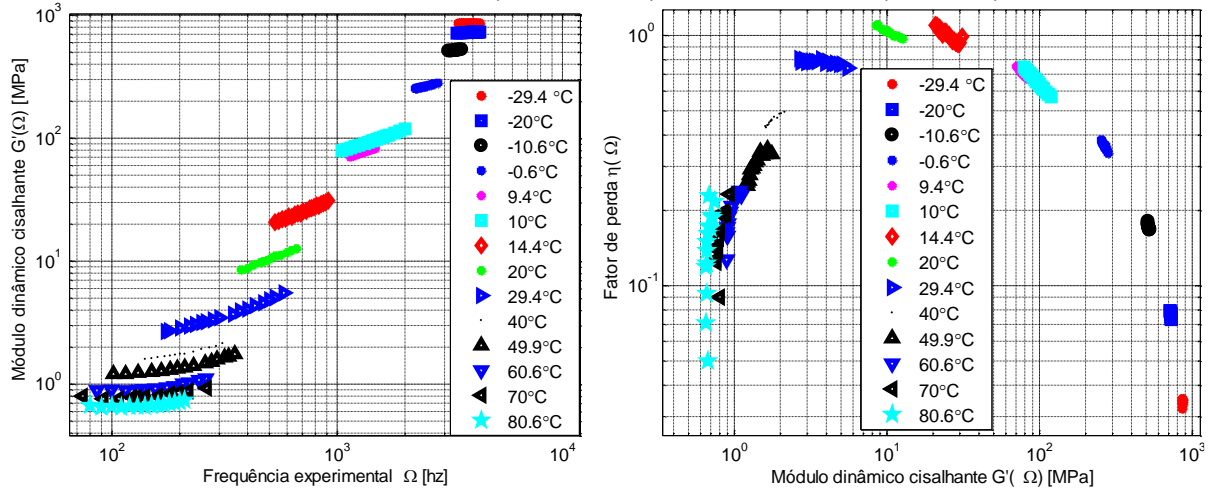 10³
10²
10¹
10⁰
10²
10³
10⁴
Módulo dinâmico cisalhante G'(Ω) [MPa]
Frequência experimental Ω [hz]
-29.4 °C
-20°C
-10.6°C
-0.6°C
9.4°C
10°C
14.4°C
20°C
29.4°C
40°C
49.9°C
60.6°C
70°C
80.6°C
10⁰
10⁻¹
10⁰
10¹
10²
10³
Fator de perda η(Ω)
Módulo dinâmico cisalhante G'( Ω) [MPa]
-29.4 °C
-20°C
-10.6°C
-0.6°C
9.4°C
10°C
14.4°C
20°C
29.4°C
40°C
49.9°C
60.6°C
70°C
80.6°C